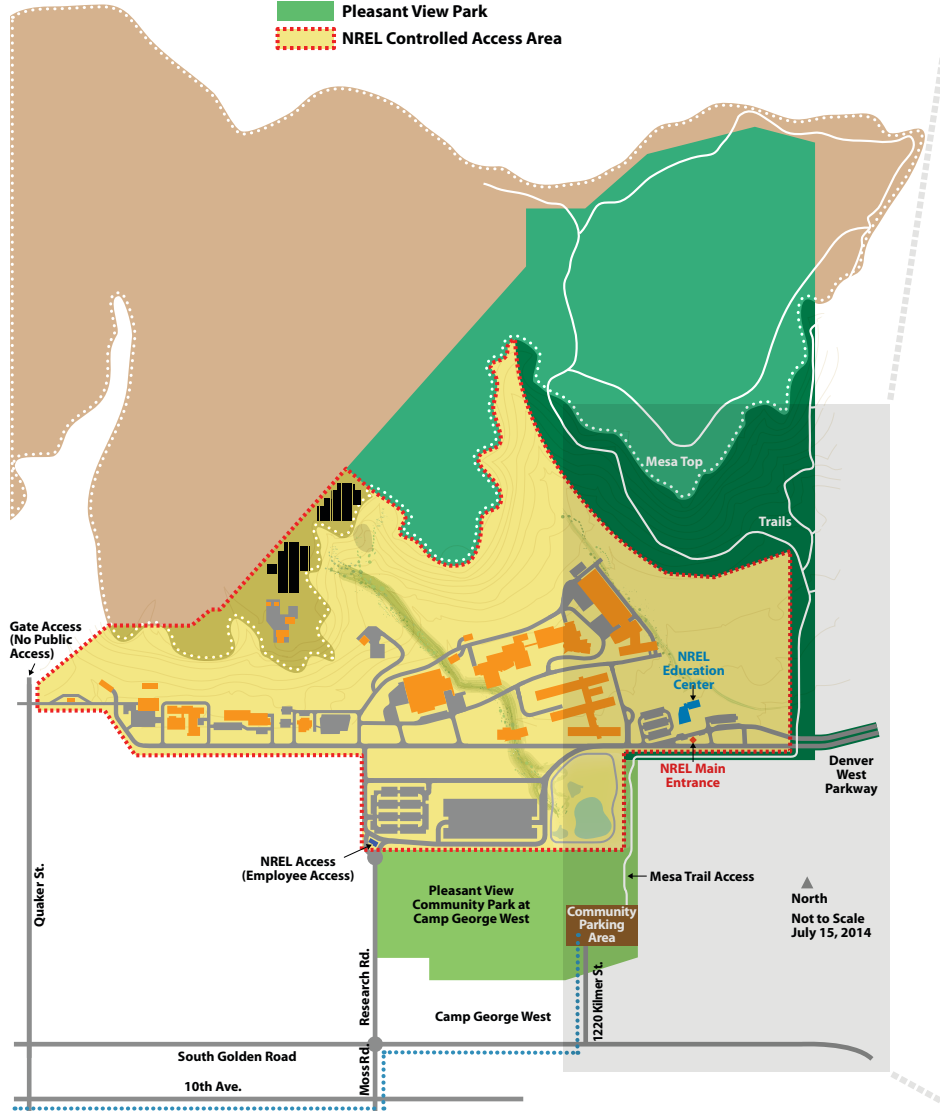 Pleasant View Park
NREL Controlled Access Area
Mesa Top
Trails
Gate Access
(No Public
Access)
NREL
Education
Center
NREL Main
Entrance
Denver
West
Parkway
NREL Access
(Employee Access)
Quaker St.
Pleasant View
Community Park at
Camp George West
Mesa Trail Access
Community
Parking
Area
North
Not to Scale
July 15, 2014
Research Rd.
1220 Kilmer St.
Camp George West
South Golden Road
Moss Rd.
10th Ave.